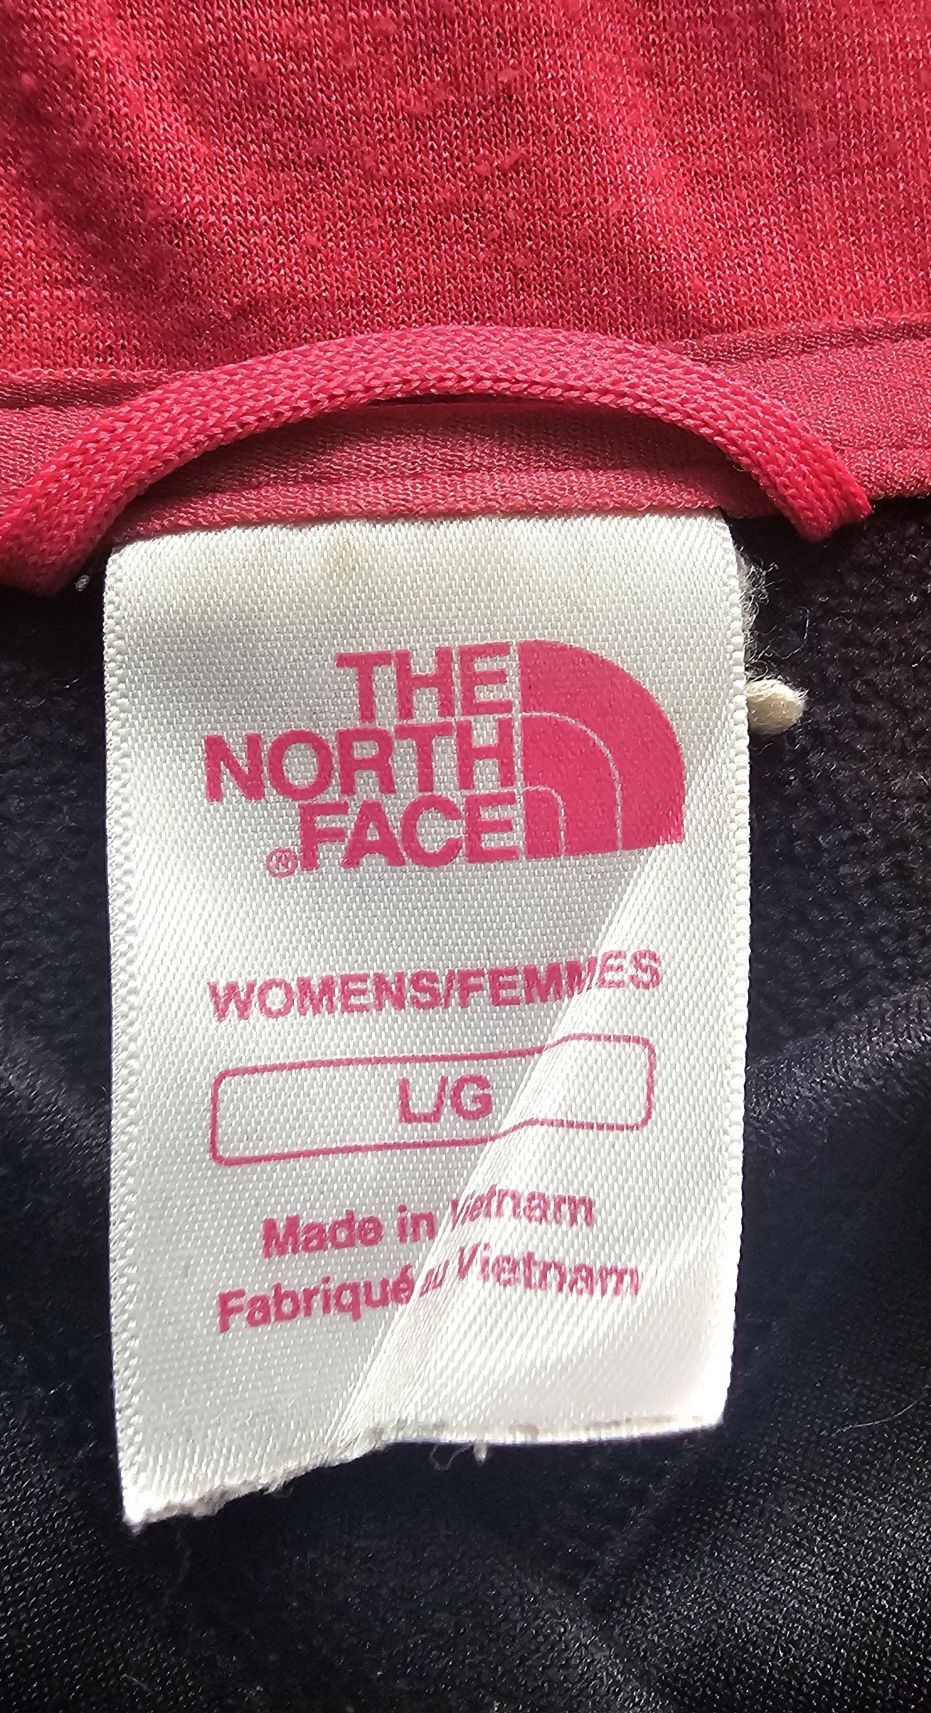 THE
NORTH
FACE®
WOMENS/FEMMES
L/G
Made in Vietnam
Fabriqué au Vietnam